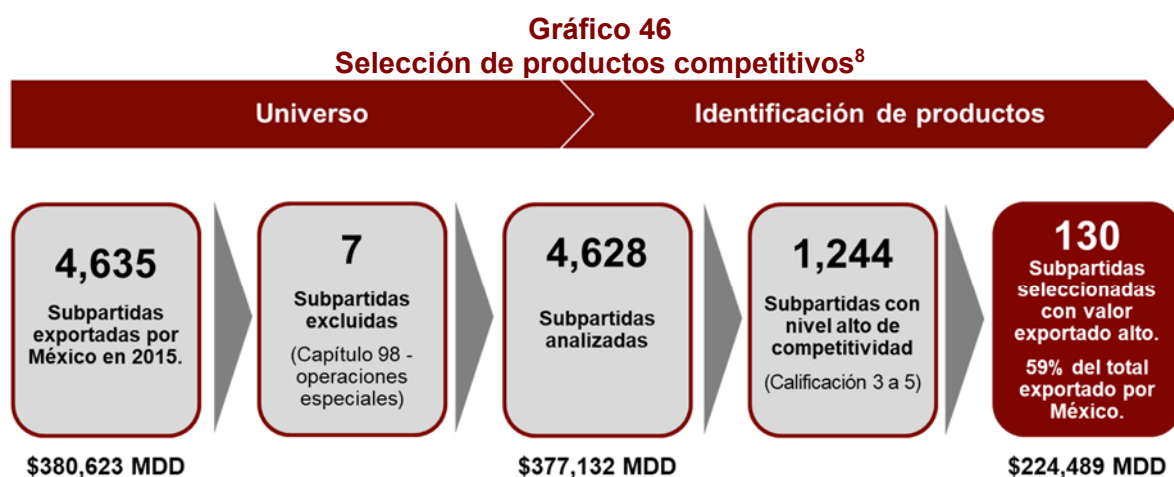 Gráfico 46
Selección de productos competitivos⁸
Universo
Identificación de productos
4,635
Subpartidas
exportadas por
México en 2015.
$380,623 MDD
7
Subpartidas
excluidas
(Capítulo 98 -
operaciones
especiales)
4,628
Subpartidas
analizadas
$377,132 MDD
1,244
Subpartidas con
nivel alto de
competitividad
(Calificación 3 a 5)
130
Subpartidas
seleccionadas
con valor
exportado alto.
59% del total
exportado por
México.
$224,489 MDD